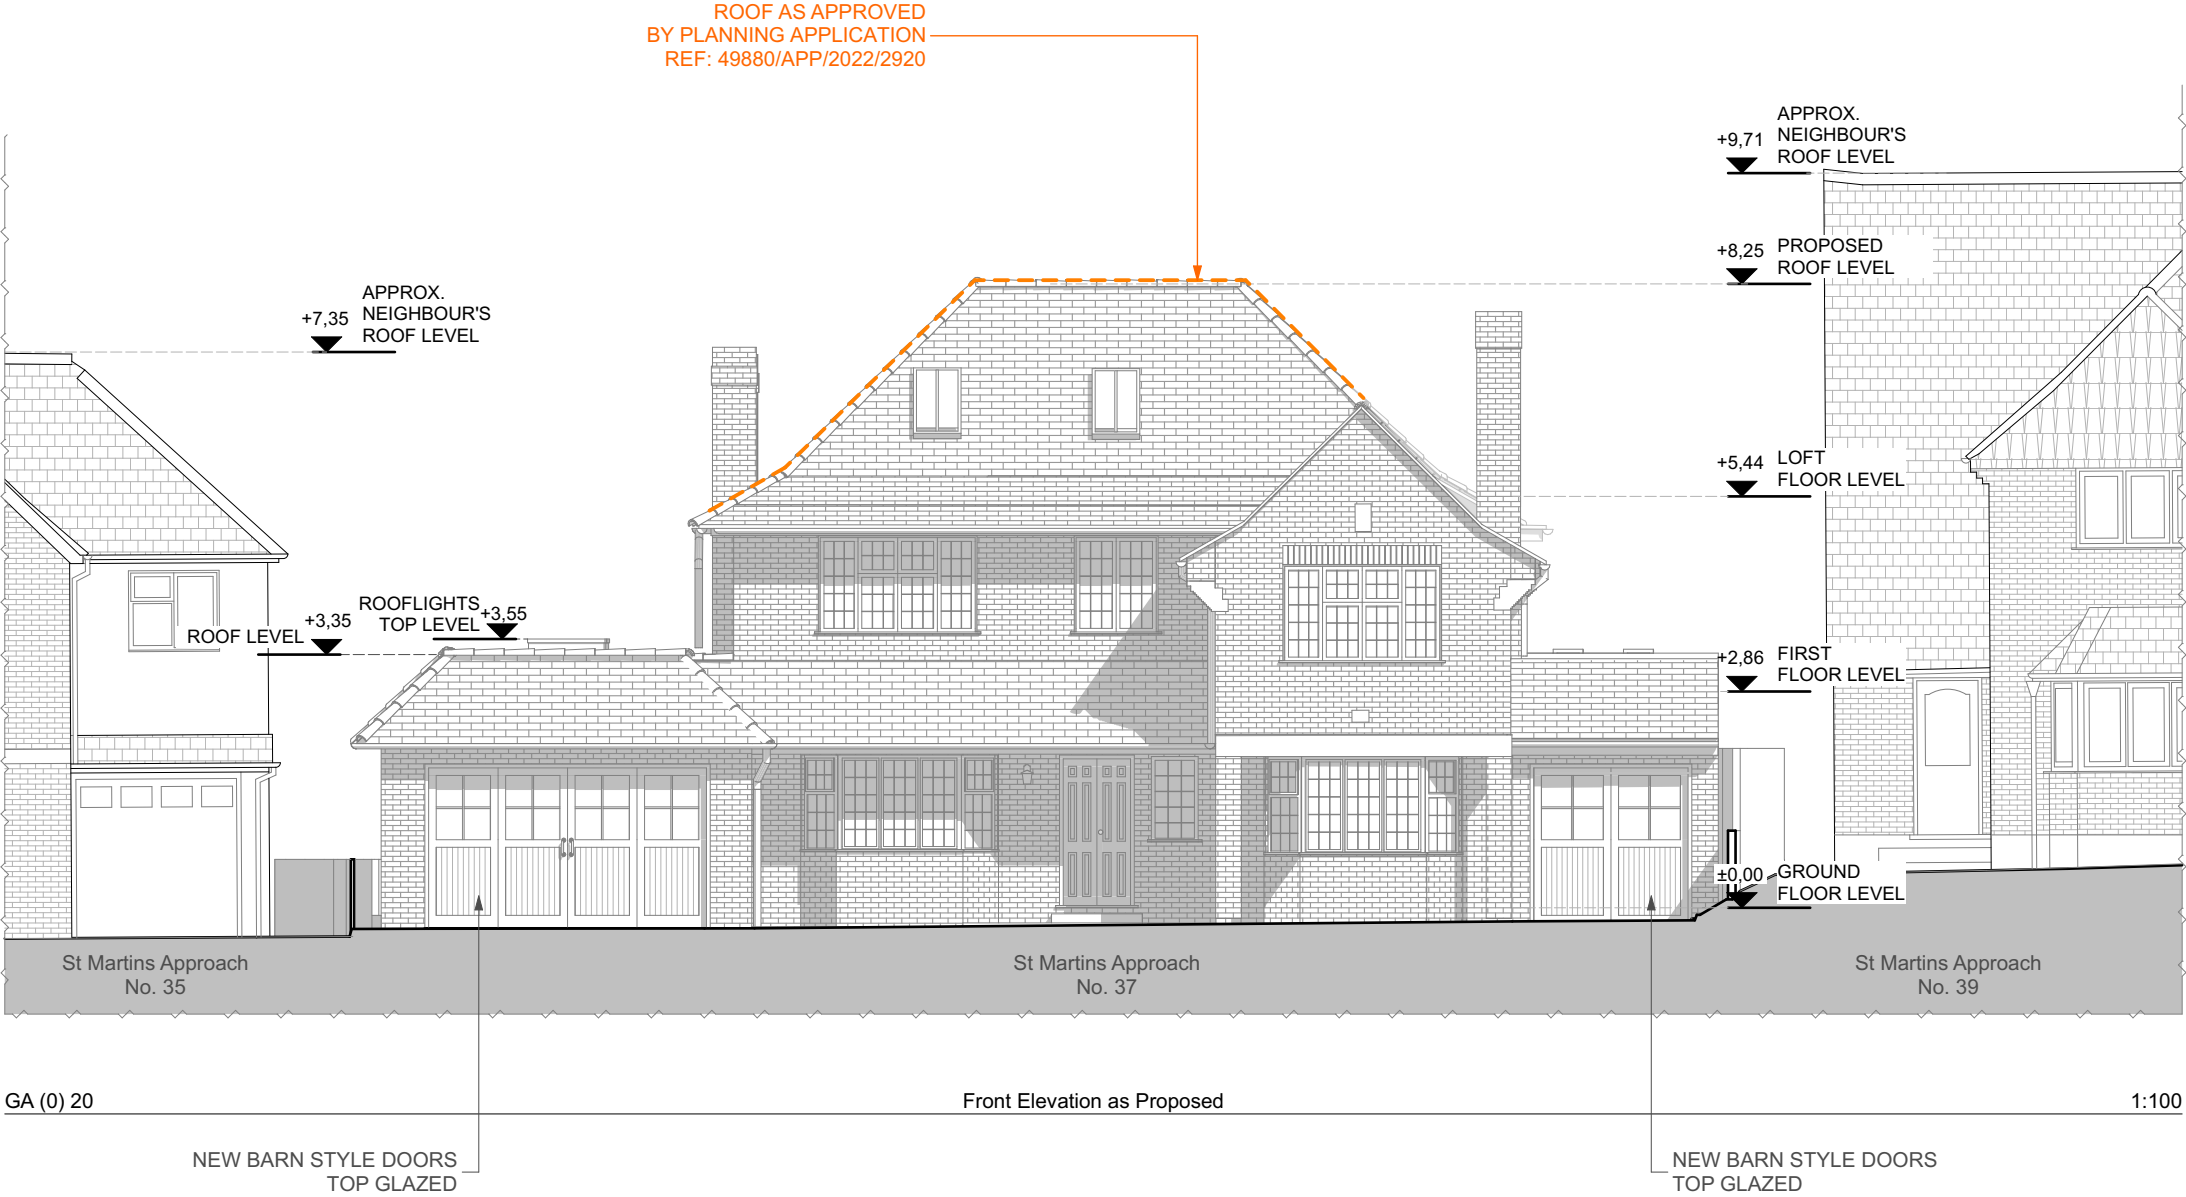 ROOF AS APPROVED
BY PLANNING APPLICATION
REF: 49880/APP/2022/2920
APPROX.
+9,71 NEIGHBOUR'S
ROOF LEVEL
+8,25 PROPOSED
ROOF LEVEL
APPROX.
+7,35 NEIGHBOUR'S
ROOF LEVEL
+5,44 LOFT
FLOOR LEVEL
ROOFLIGHTS
TOP LEVEL +3,55
ROOF LEVEL +3,35
+2,86 FIRST
FLOOR LEVEL
±0,00 GROUND
FLOOR LEVEL
St Martins Approach
No. 35
St Martins Approach
No. 37
St Martins Approach
No. 39
GA (0) 20 Front Elevation as Proposed 1:100
NEW BARN STYLE DOORS
TOP GLAZED
NEW BARN STYLE DOORS
TOP GLAZED